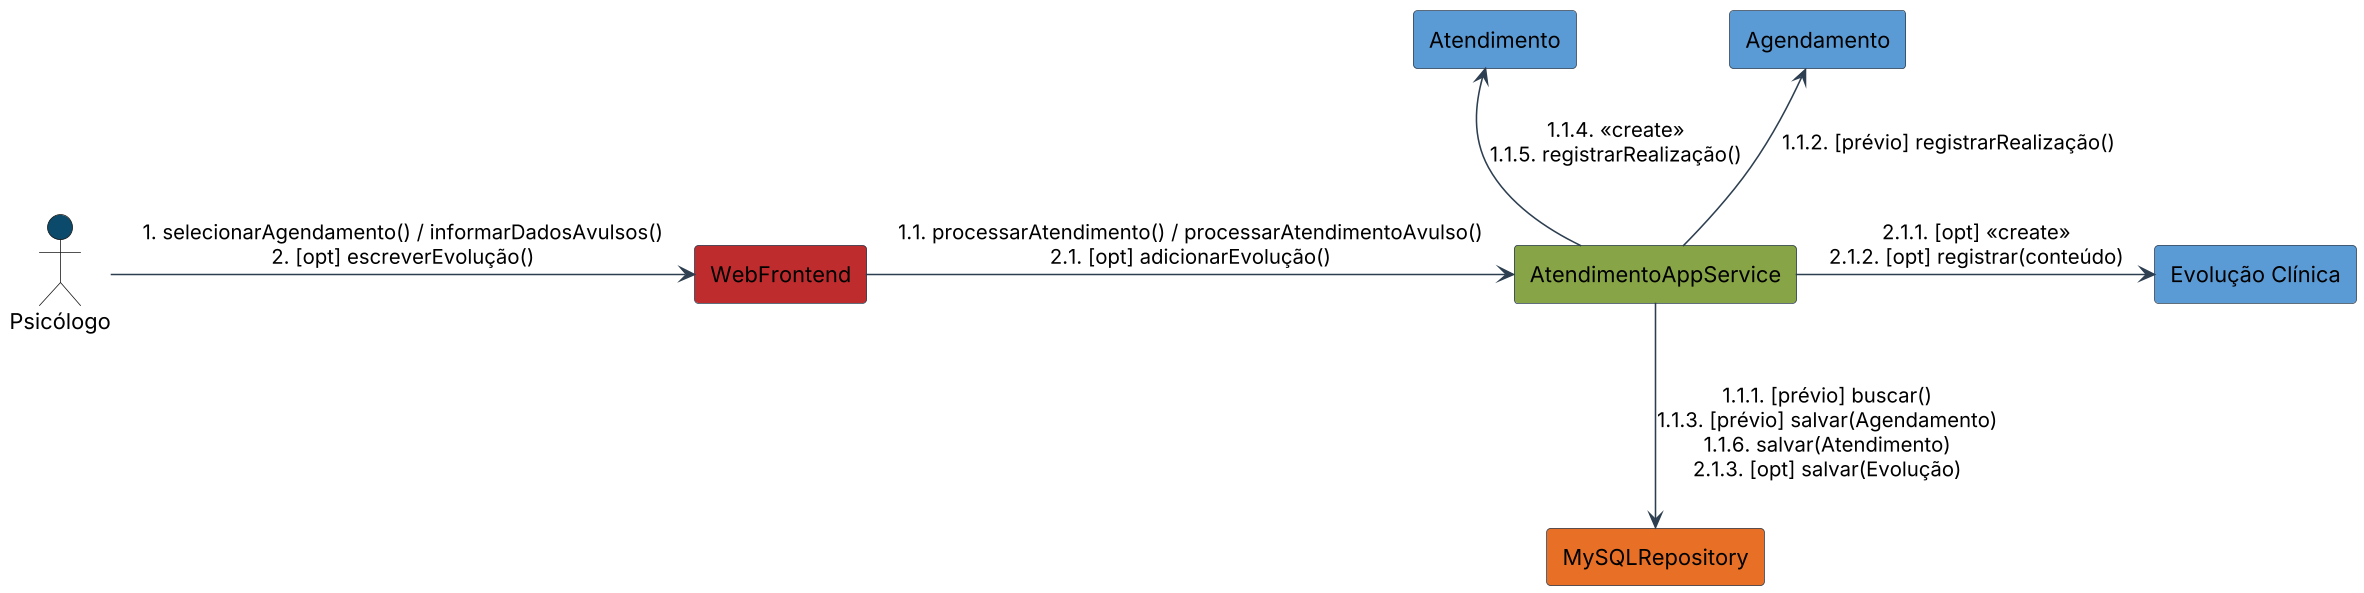 Atendimento
Agendamento
1.1.4. «create»
1.1.5. registrarRealização()
1.1.2. [prévio] registrarRealização()
1. selecionarAgendamento() / informarDadosAvulsos()
2. [opt] escreverEvolução()
1.1. processarAtendimento() / processarAtendimentoAvulso()
2.1. [opt] adicionarEvolução()
2.1.1. [opt] «create»
2.1.2. [opt] registrar(conteúdo)
Psicólogo
WebFrontend
AtendimentoAppService
Evolução Clínica
1.1.1. [prévio] buscar()
1.1.3. [prévio] salvar(Agendamento)
1.1.6. salvar(Atendimento)
2.1.3. [opt] salvar(Evolução)
MySQLRepository